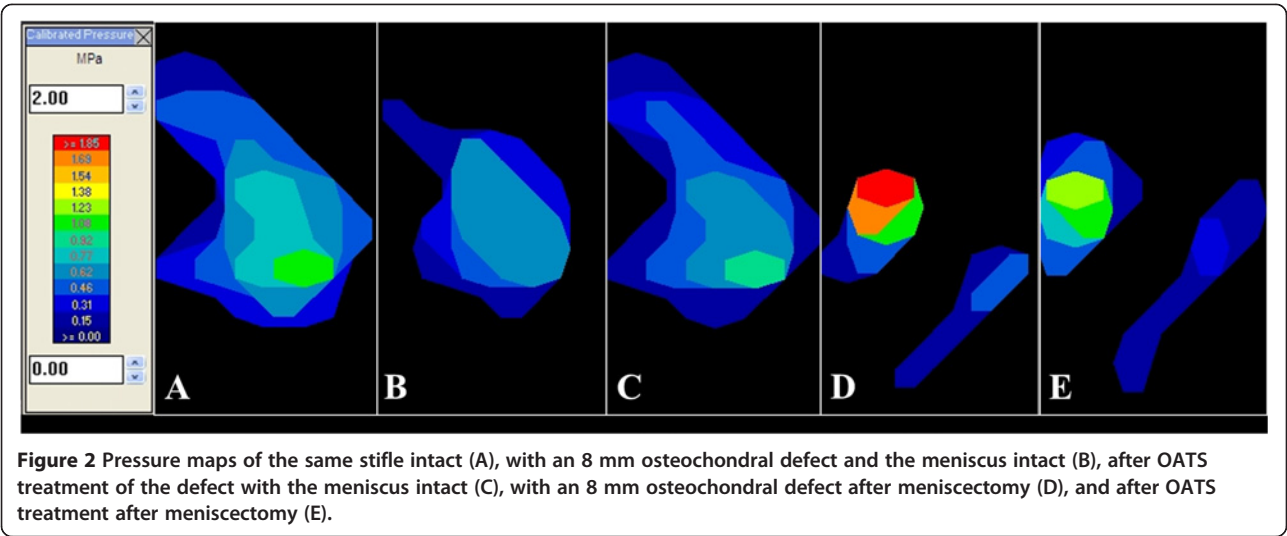 Calibrated Pressure
MPa
2.00
>= 1.85
1.69
1.54
1.38
1.23
1.08
0.92
0.77
0.62
0.46
0.31
0.15
>= 0.00
0.00
A
B
C
D
E
Figure 2 Pressure maps of the same stifle intact (A), with an 8 mm osteochondral defect and the meniscus intact (B), after OATS
treatment of the defect with the meniscus intact (C), with an 8 mm osteochondral defect after meniscectomy (D), and after OATS
treatment after meniscectomy (E).